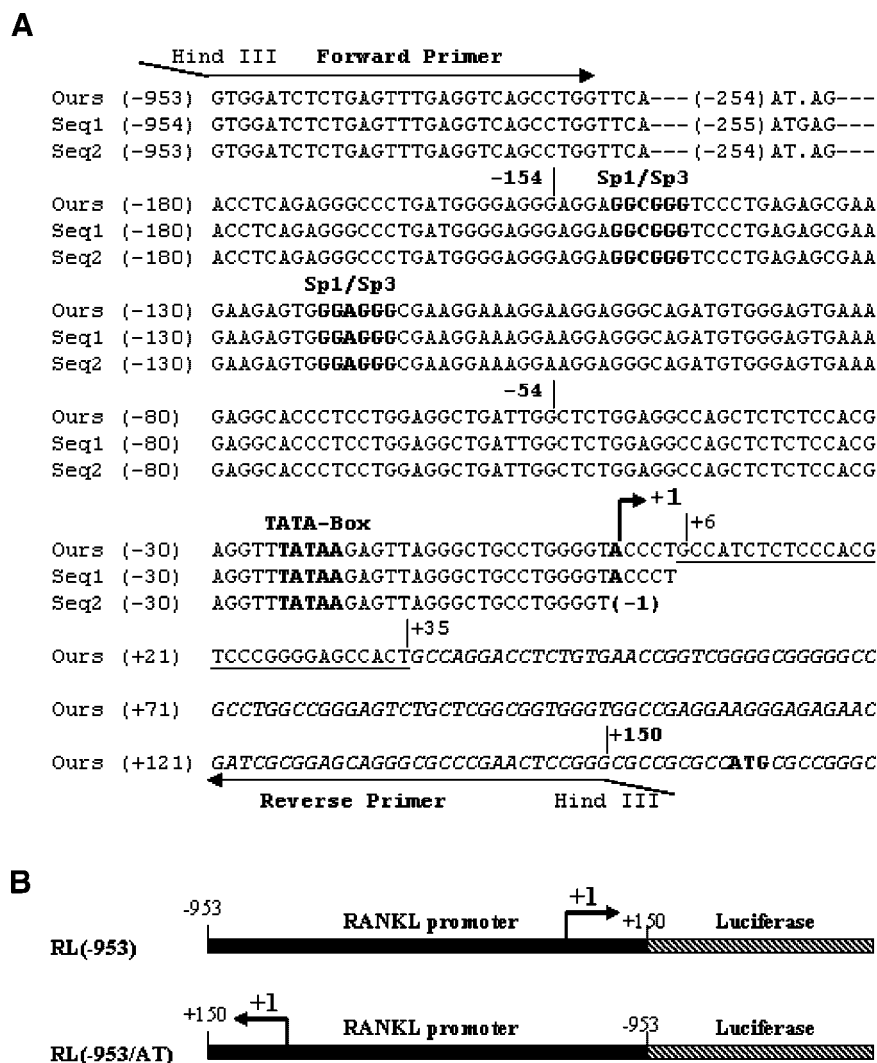 A
Hind III Forward Primer
Ours (-953) GTGGATCTCTGAGTTTGAGGTCAGCCTGGTTCA---(-254)AT.AG---
Seq1 (-954) GTGGATCTCTGAGTTTGAGGTCAGCCTGGTTCA---(-255)ATGAG---
Seq2 (-953) GTGGATCTCTGAGTTTGAGGTCAGCCTGGTTCA---(-254)AT.AG---
-154 Sp1/Sp3
Ours (-180) ACCTCAGAGGGCCCTGATGGGGAGGGAGGAGGCGGGTCCCTGAGAGCGAA
Seq1 (-180) ACCTCAGAGGGCCCTGATGGGGAGGGAGGAGGCGGGTCCCTGAGAGCGAA
Seq2 (-180) ACCTCAGAGGGCCCTGATGGGGAGGGAGGAGGCGGGTCCCTGAGAGCGAA
Sp1/Sp3
Ours (-130) GAAGAGTGGGAGGGCGAAGGAAAGGAAGGAGGGCAGATGTGGGAGTGAAA
Seq1 (-130) GAAGAGTGGGAGGGCGAAGGAAAGGAAGGAGGGCAGATGTGGGAGTGAAA
Seq2 (-130) GAAGAGTGGGAGGGCGAAGGAAAGGAAGGAGGGCAGATGTGGGAGTGAAA
-54
Ours (-80) GAGGCACCCTCCTGGAGGCTGATTGGCTCTGGAGGCCAGCTCTCTCCACG
Seq1 (-80) GAGGCACCCTCCTGGAGGCTGATTGGCTCTGGAGGCCAGCTCTCTCCACG
Seq2 (-80) GAGGCACCCTCCTGGAGGCTGATTGGCTCTGGAGGCCAGCTCTCTCCACG
TATA-Box +1 +6
Ours (-30) AGGTTTATAAGAGTTAGGGCTGCCTGGGGTACCCTGCCATCTCTCCCACG
Seq1 (-30) AGGTTTATAAGAGTTAGGGCTGCCTGGGGTACCCT
Seq2 (-30) AGGTTTATAAGAGTTAGGGCTGCCTGGGGT(-1)
+35
Ours (+21) TCCCGGGGAGCCACTGCCAGGACCTCTGTGAACCGGTCGGGGCGGGGGCC
Ours (+71) GCCTGGCCGGGAGTCTGCTCGGCGGTGGGTGGCCGAGGAAGGGAGAGAAC
+150
Ours (+121) GATCGCGGAGCAGGGCGCCCGAACTCCGGGCGCCGCGCCATGCGCCGGGC
Reverse Primer Hind III
B
-953 +1 +150
RL(-953) RANKL promoter Luciferase
+150 +1 -953
RL(-953/AT) RANKL promoter Luciferase